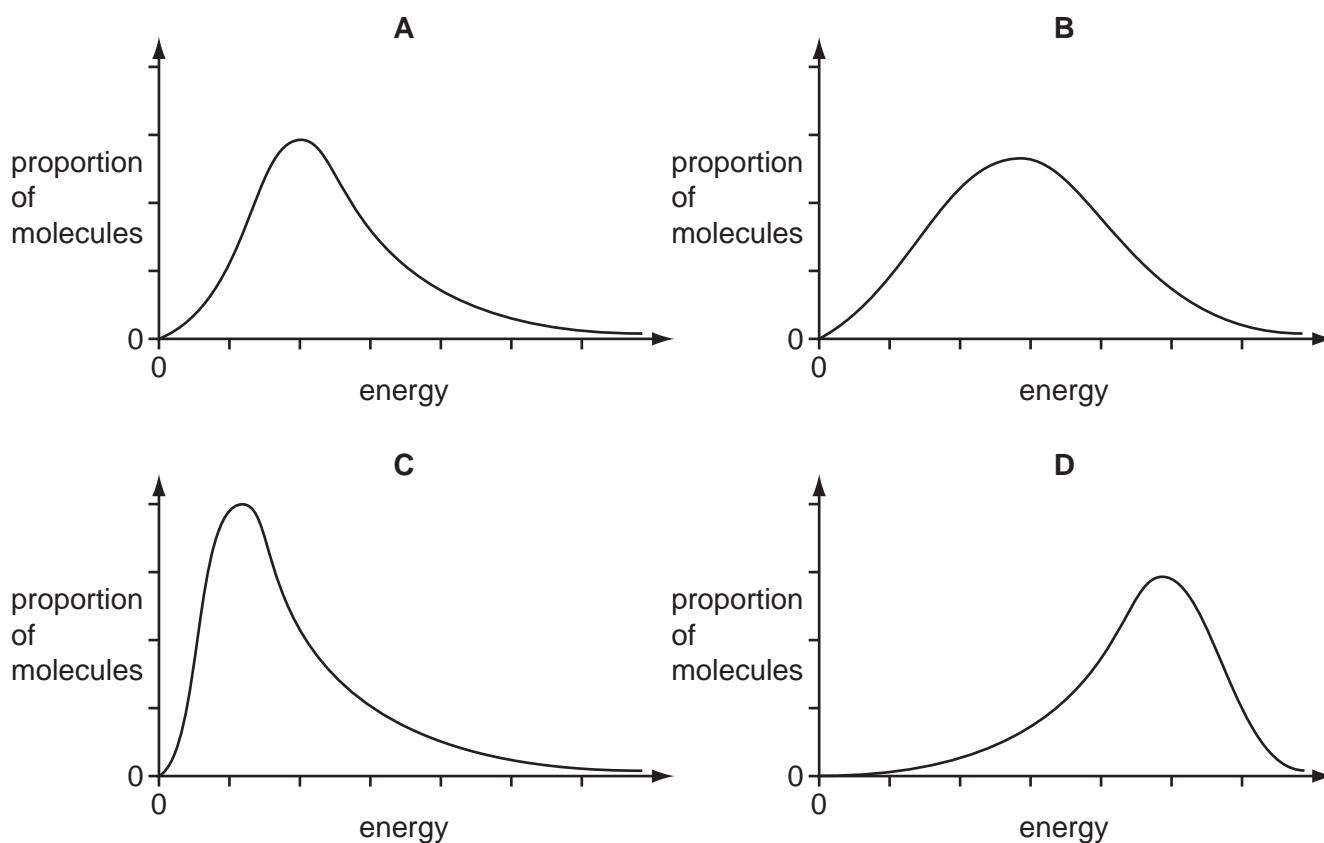 A
proportion
of
molecules
0
0
energy
B
proportion
of
molecules
0
0
energy
C
proportion
of
molecules
0
0
energy
D
proportion
of
molecules
0
0
energy